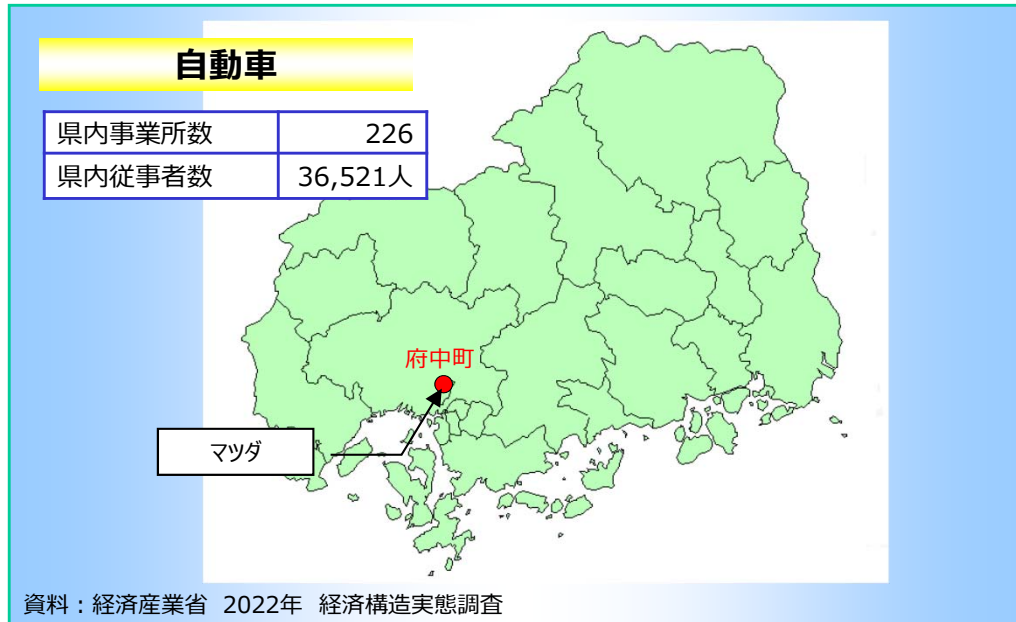 自動車
県内事業所数 226
県内従事者数 36,521人
府中町
マツダ
資料：経済産業省 2022年 経済構造実態調査